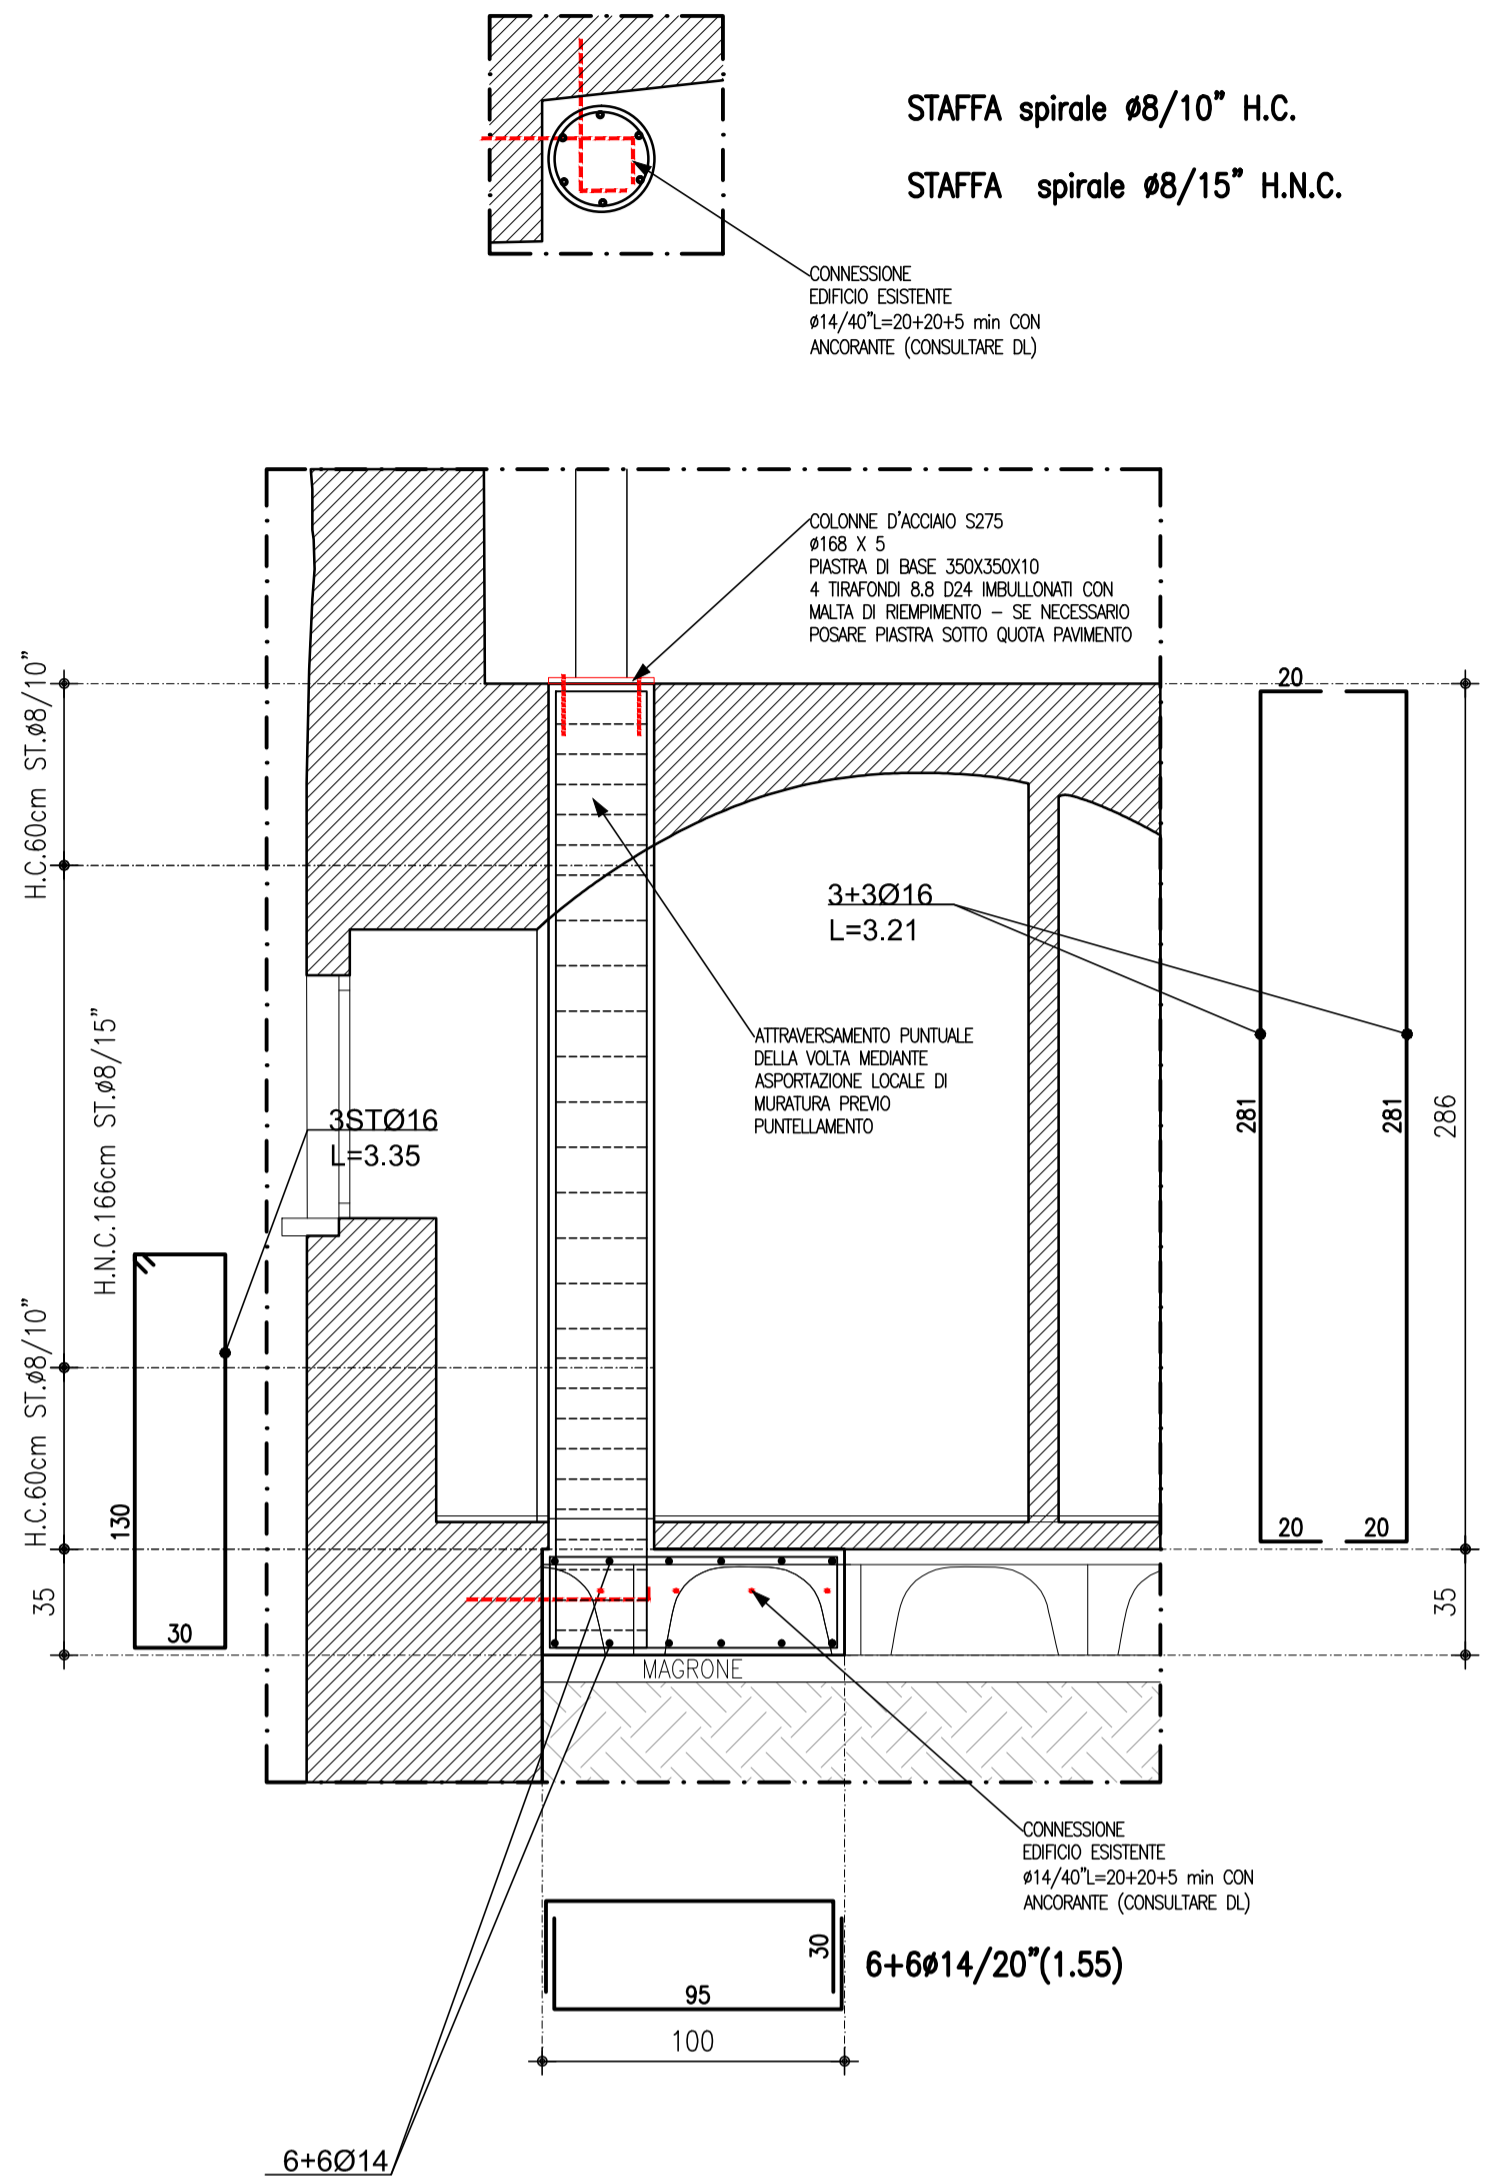 STAFFA spirale ø8/10" H.C.
STAFFA spirale ø8/15" H.N.C.
CONNESSIONE
EDIFICIO ESISTENTE
ø14/40"L=20+20+5 min CON
ANCORANTE (CONSULTARE DL)
COLONNE D'ACCIAIO S275
ø168 X 5
PIASTRA DI BASE 350X350X10
4 TIRAFONDI 8.8 D24 IMBULLONATI CON
MALTA DI RIEMPIMENTO – SE NECESSARIO
POSARE PIASTRA SOTTO QUOTA PAVIMENTO
H.C.60cm ST.ø8/10"
20
3+3Ø16
L=3.21
ATTRAVERSAMENTO PUNTUALE
DELLA VOLTA MEDIANTE
ASPORTAZIONE LOCALE DI
MURATURA PREVIO
PUNTELLAMENTO
H.N.C.166cm ST.ø8/15"
3STØ16
L=3.35
281
281
286
H.C.60cm ST.ø8/10"
130
30
20
20
35
35
MAGRONE
CONNESSIONE
EDIFICIO ESISTENTE
ø14/40"L=20+20+5 min CON
ANCORANTE (CONSULTARE DL)
30
95
6+6ø14/20"(1.55)
100
6+6Ø14